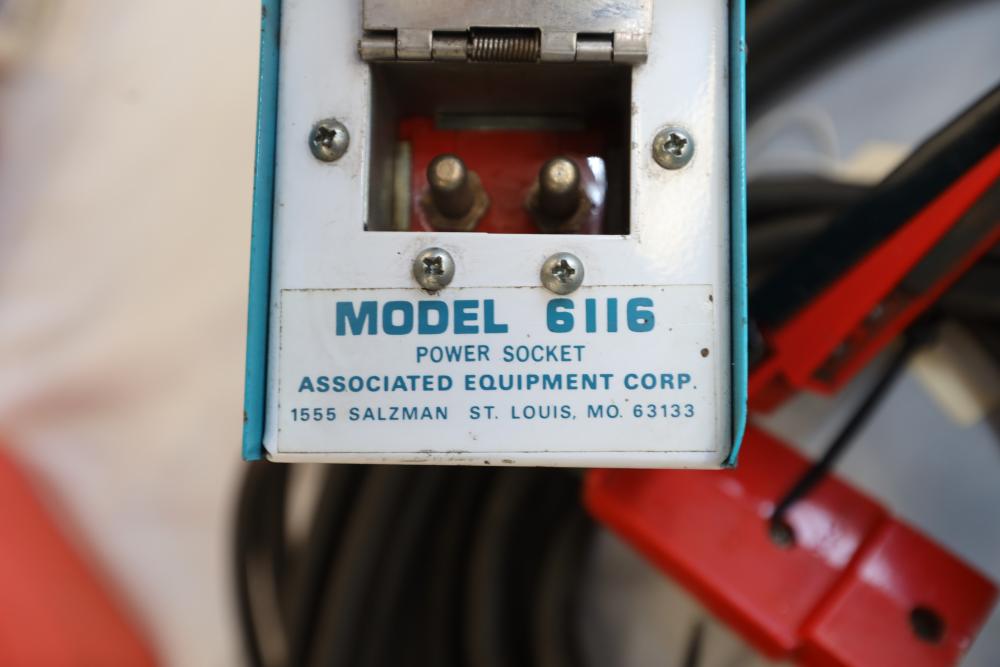 MODEL 6116
POWER SOCKET
ASSOCIATED EQUIPMENT CORP.
1555 SALZMAN ST. LOUIS, MO. 63133